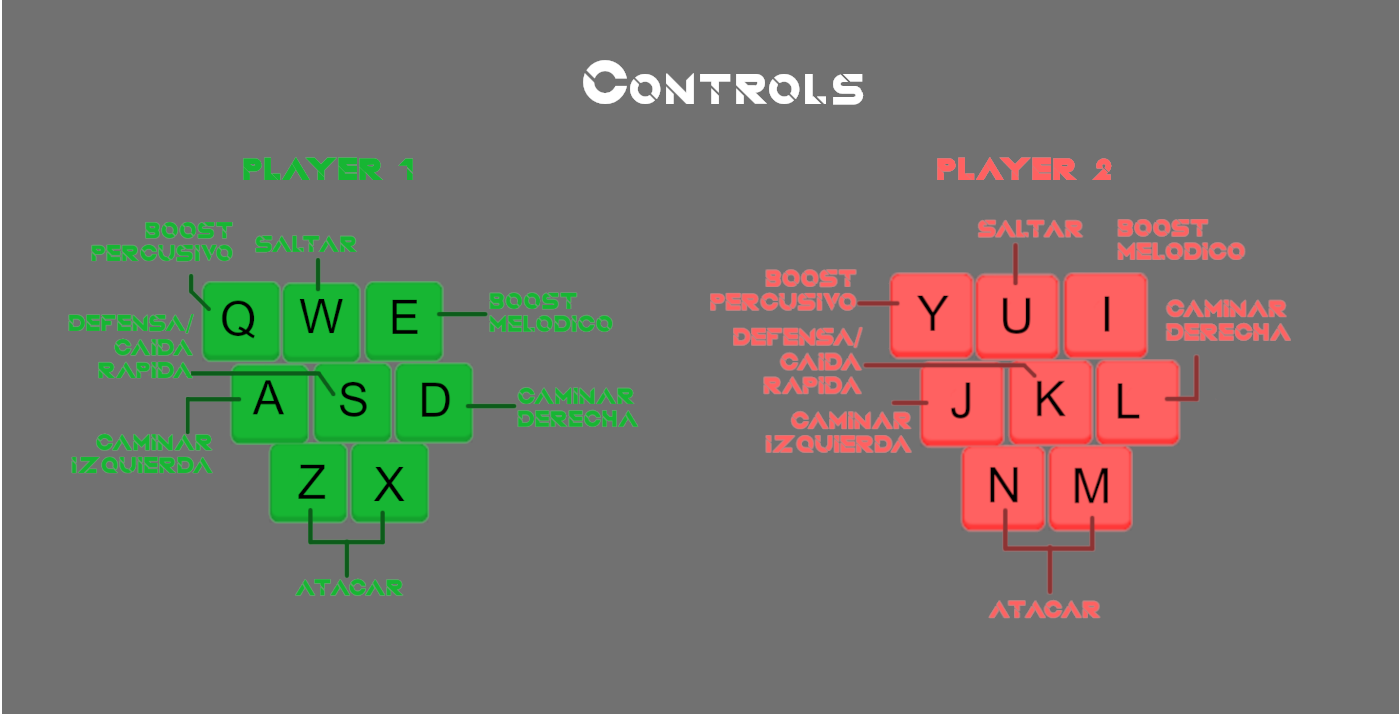 CONTROLS
PLAYER 1
BOOST
PERCUSIVO
SALTAR
Q
W
E
BOOST
MELODICO
DEFENSA/
CAIDA
RAPIDA
A
S
D
CAMINAR
DERECHA
CAMINAR
IZQUIERDA
Z
X
ATACAR
PLAYER 2
SALTAR
BOOST
MELODICO
BOOST
PERCUSIVO
Y
U
I
CAMINAR
DERECHA
DEFENSA/
CAIDA
RAPIDA
J
K
L
CAMINAR
IZQUIERDA
N
M
ATACAR